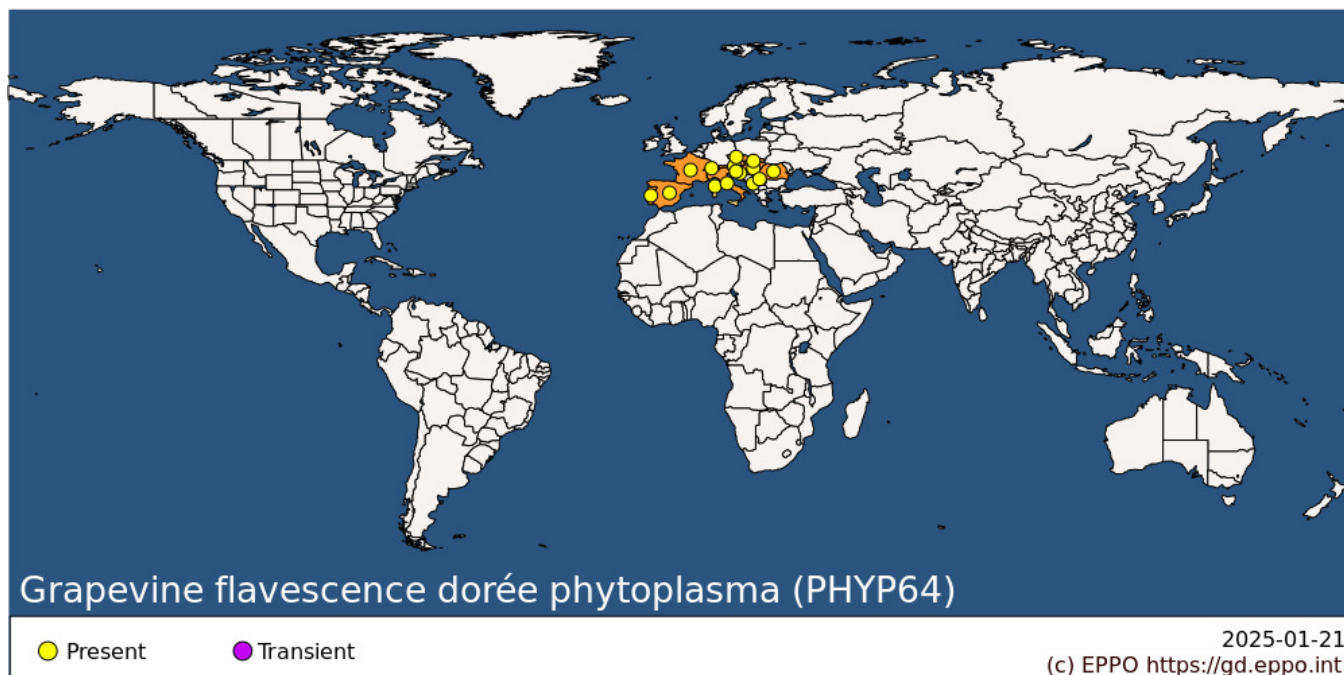 Grapevine flavescence dorée phytoplasma (PHYP64)
Present
Transient
2025-01-21
(c) EPPO https://gd.eppo.int